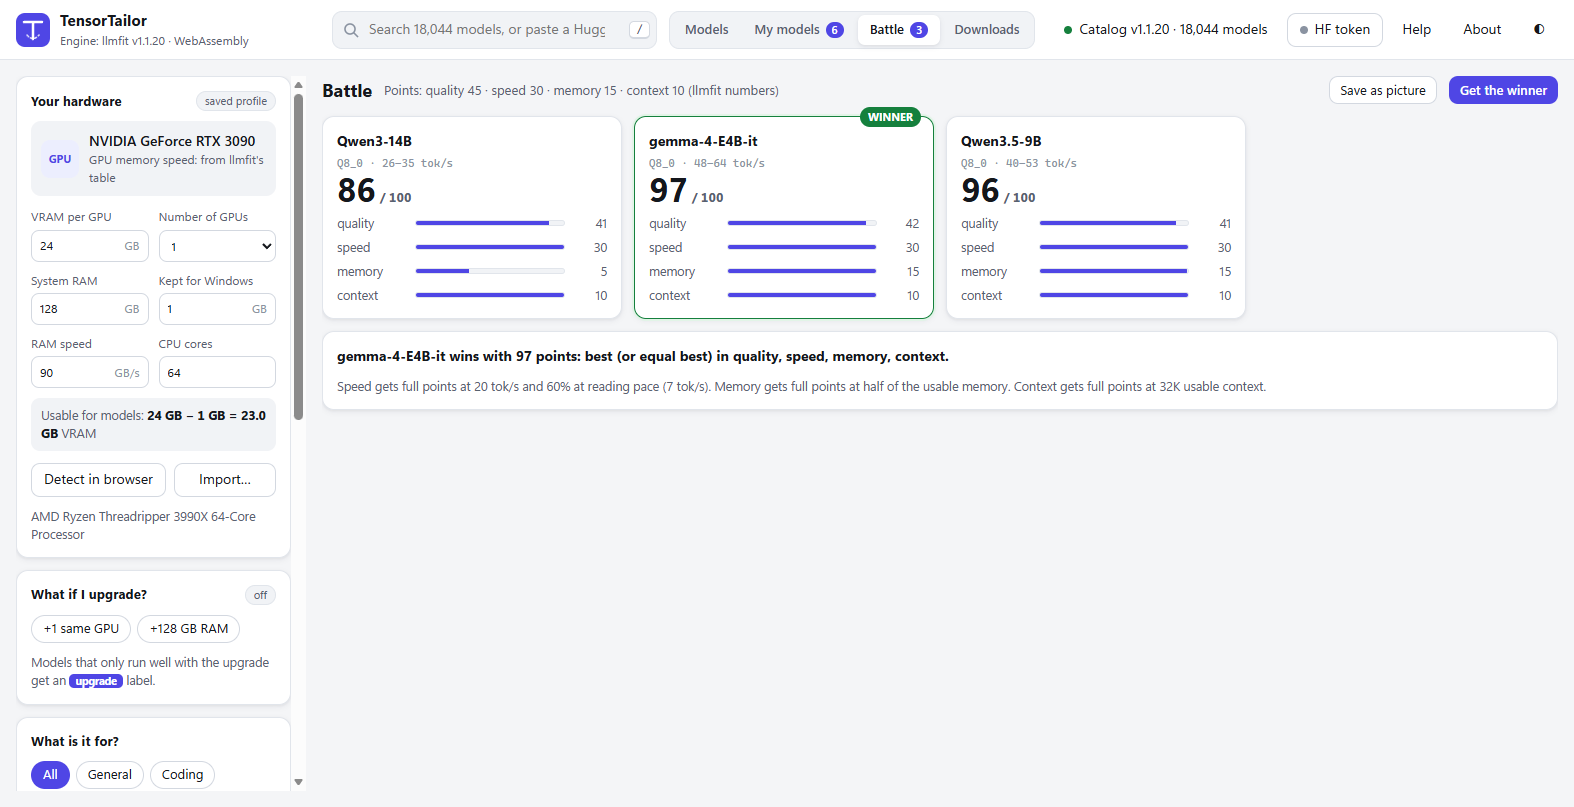 TensorTailor
Engine: llmfit v1.1.20 · WebAssembly
Search 18,044 models, or paste a Hugg
/
Models
My models 6
Battle 3
Downloads
Catalog v1.1.20 · 18,044 models
HF token
Help
About
Your hardware
saved profile
GPU
NVIDIA GeForce RTX 3090
GPU memory speed: from llmfit's
table
VRAM per GPU
Number of GPUs
24 GB
1
System RAM
Kept for Windows
128 GB
1 GB
RAM speed
CPU cores
90 GB/s
64
Usable for models: 24 GB – 1 GB = 23.0
GB VRAM
Detect in browser
Import...
AMD Ryzen Threadripper 3990X 64-Core
Processor
What if I upgrade?
off
+1 same GPU
+128 GB RAM
Models that only run well with the upgrade
get an upgrade label.
What is it for?
All
General
Coding
Battle
Points: quality 45 · speed 30 · memory 15 · context 10 (llmfit numbers)
Save as picture
Get the winner
Qwen3-14B
Q8_0 · 26–35 tok/s
86 / 100
quality 41
speed 30
memory 5
context 10
WINNER
gemma-4-E4B-it
Q8_0 · 48–64 tok/s
97 / 100
quality 42
speed 30
memory 15
context 10
Qwen3.5-9B
Q8_0 · 40–53 tok/s
96 / 100
quality 41
speed 30
memory 15
context 10
gemma-4-E4B-it wins with 97 points: best (or equal best) in quality, speed, memory, context.
Speed gets full points at 20 tok/s and 60% at reading pace (7 tok/s). Memory gets full points at half of the usable memory. Context gets full points at 32K usable context.